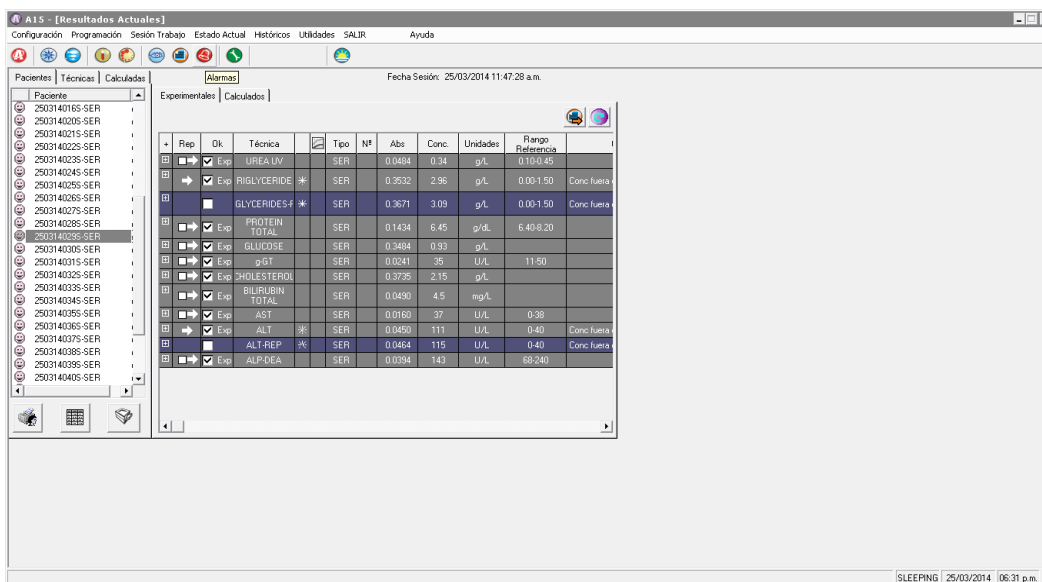 A15 - [Resultados Actuales]
Configuración Programación Sesión Trabajo Estado Actual Históricos Utilidades SALIR Ayuda
Alarmas
Pacientes Técnicas Calculadas
Fecha Sesión: 25/03/2014 11:47:28 a.m.
Paciente
250314016S-SER
250314020S-SER
250314021S-SER
250314022S-SER
250314023S-SER
250314024S-SER
250314025S-SER
250314026S-SER
250314027S-SER
250314028S-SER
250314029S-SER
250314030S-SER
250314031S-SER
250314032S-SER
250314033S-SER
250314034S-SER
250314035S-SER
250314036S-SER
250314037S-SER
250314038S-SER
250314039S-SER
250314040S-SER
Experimentales Calculados
+ Rep Ok Técnica Tipo Nº Abs Conc. Unidades Rango Referencia
Exp UREA UV SER 0.0484 0.34 g/L 0.10-0.45
Exp RIGLYCERIDE SER 0.3532 2.96 g/L 0.00-1.50 Conc fuera
GLYCERIDES-F SER 0.3671 3.09 g/L 0.00-1.50 Conc fuera
Exp PROTEIN TOTAL SER 0.1434 6.45 g/dL 6.40-8.20
Exp GLUCOSE SER 0.3484 0.93 g/L
Exp g-GT SER 0.0241 35 U/L 11-50
Exp CHOLESTEROL SER 0.3735 2.15 g/L
Exp BILIRUBIN TOTAL SER 0.0490 4.5 mg/L
Exp AST SER 0.0160 37 U/L 0-38
Exp ALT SER 0.0450 111 U/L 0-40 Conc fuera
ALT-REP SER 0.0464 115 U/L 0-40 Conc fuera
Exp ALP-DEA SER 0.0394 143 U/L 68-240
SLEEPING 25/03/2014 06:31 p.m.